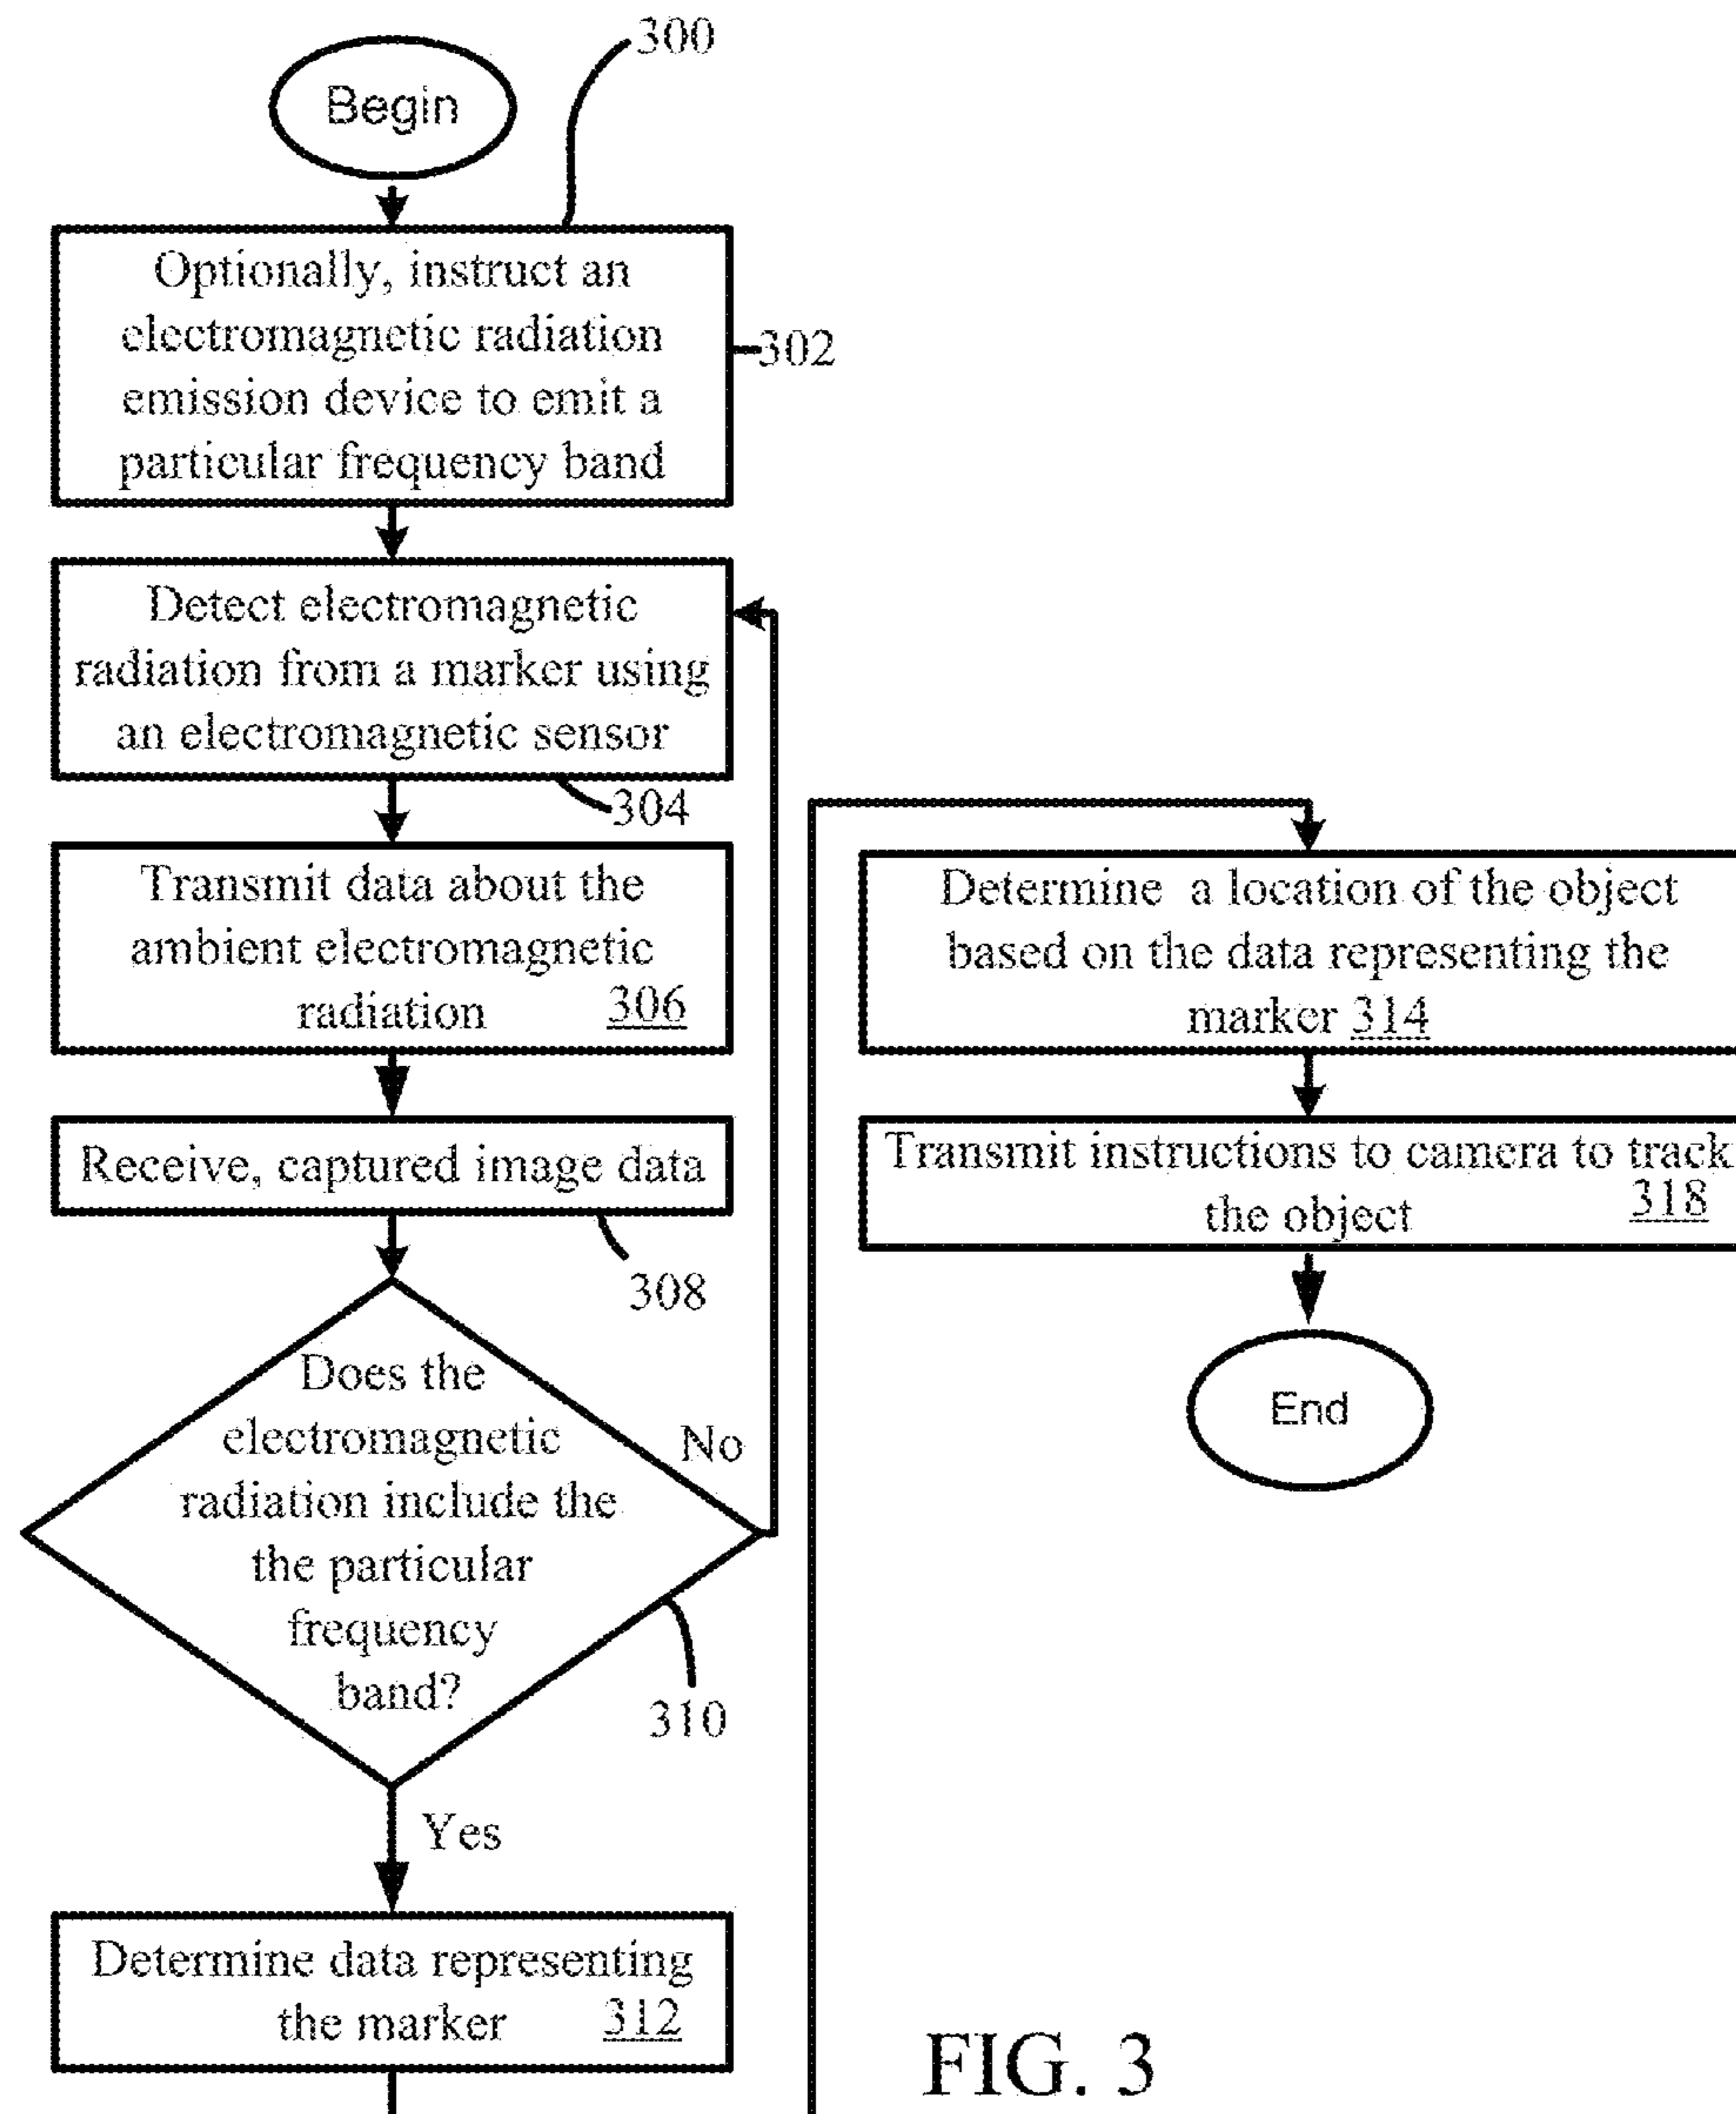 300
Begin
Optionally, instruct an
electromagnetic radiation
emission device to emit a
particular frequency band
302
Detect electromagnetic
radiation from a marker using
an electromagnetic sensor
304
Transmit data about the
ambient electromagnetic
radiation 306
Receive, captured image data
308
Does the
electromagnetic
radiation include the
the particular
frequency
band?
No
310
Yes
Determine data representing
the marker 312
Determine a location of the object
based on the data representing the
marker 314
Transmit instructions to camera to track
the object 318
End
FIG. 3